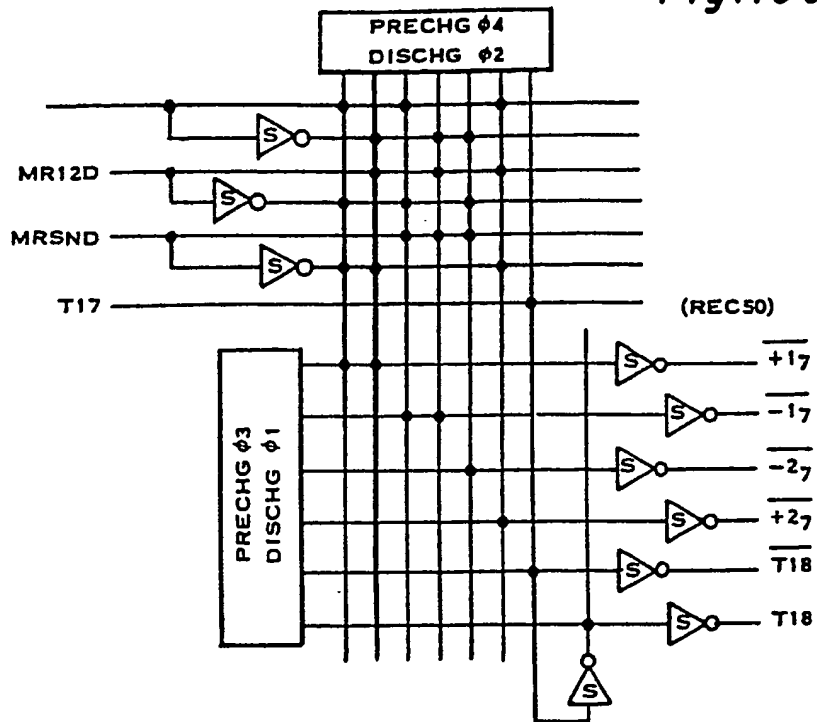 PRECHG φ4
DISCHG φ2
S
MR12D
S
MRSND
S
T17
(REC50)
PRECHG φ3
DISCHG φ1
S
+1₇
S
-1₇
S
-2₇
S
+2₇
S
T18
S
T18
S